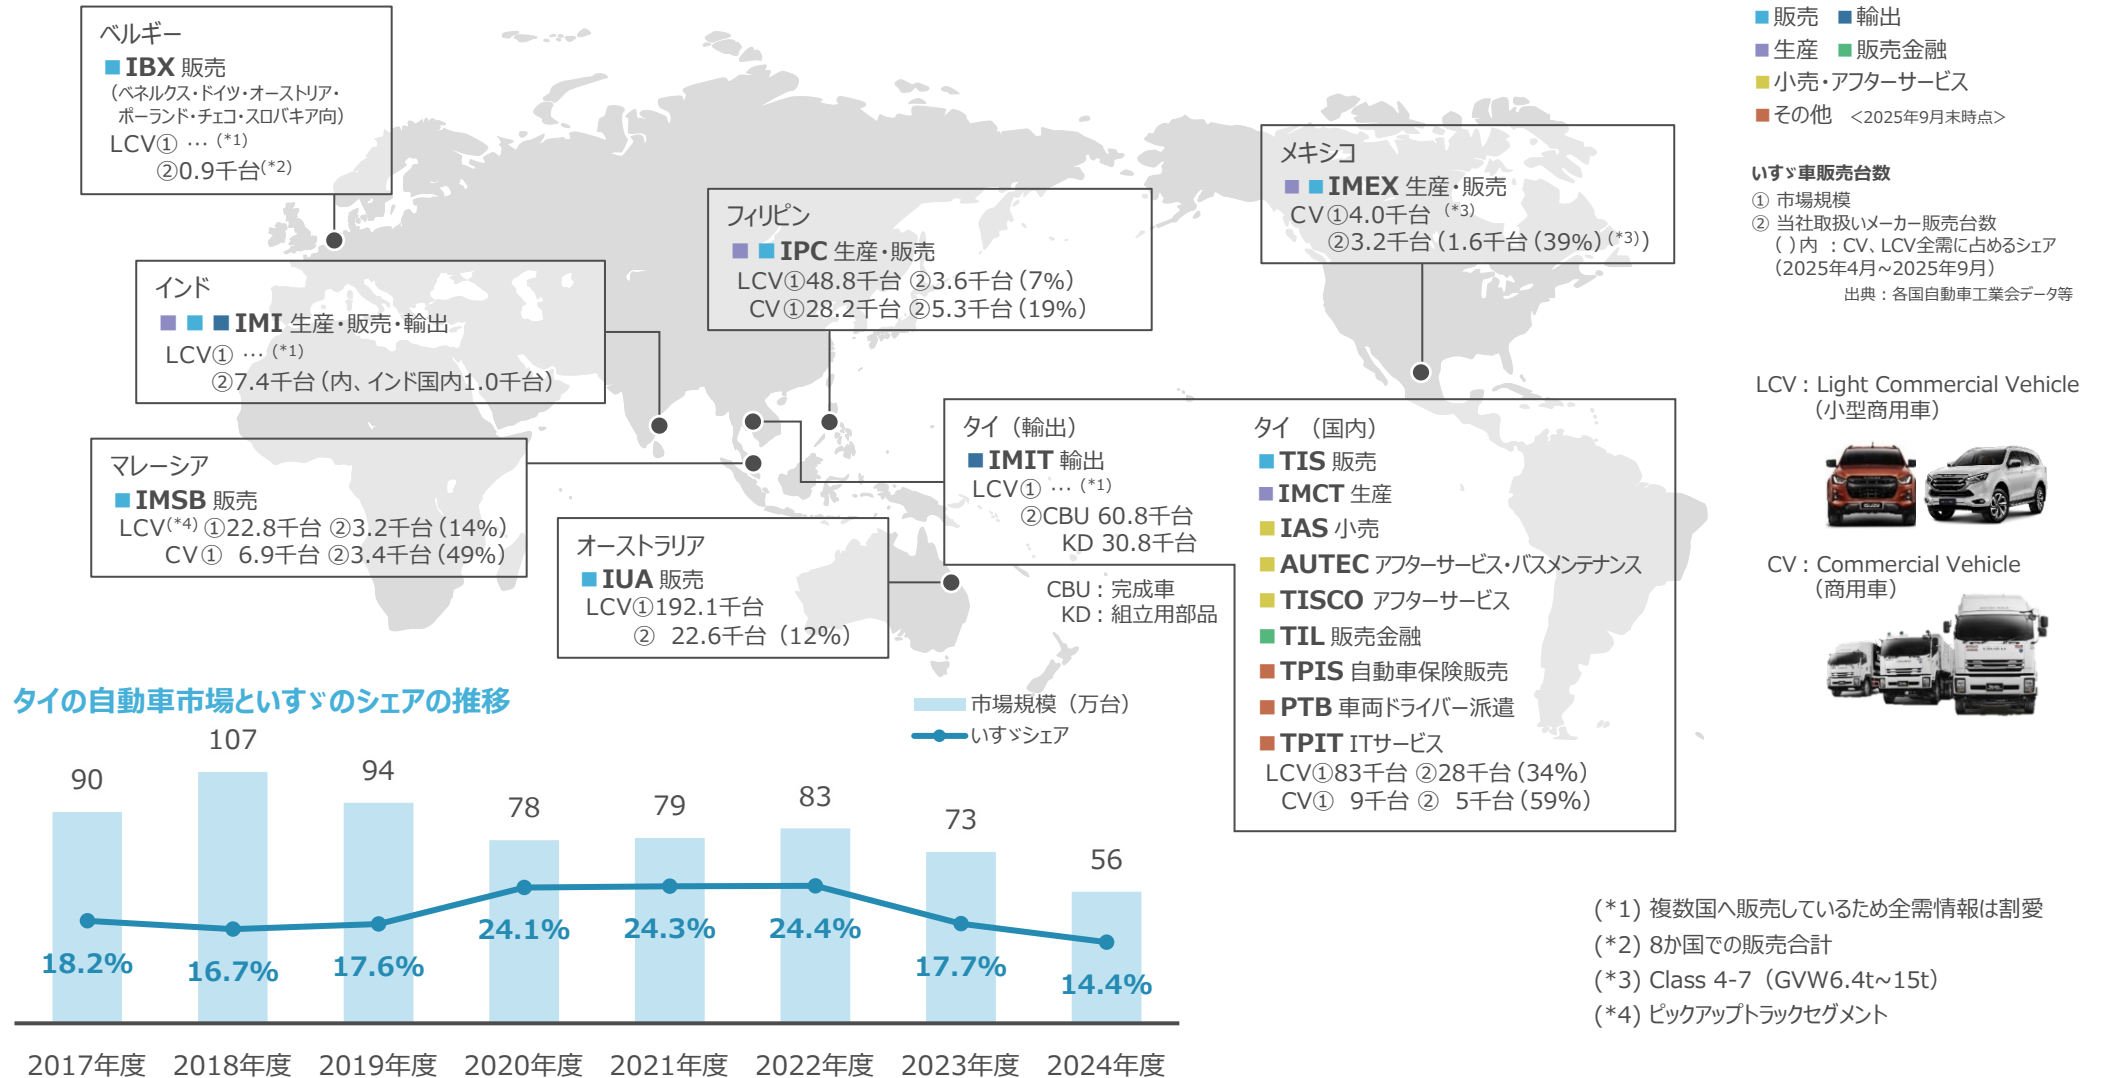 ベルギー
IBX 販売
（ベネルクス・ドイツ・オーストリア・
ポーランド・チェコ・スロバキア向）
LCV① … (*1)
②0.9千台(*2)
インド
IMI 生産・販売・輸出
LCV① … (*1)
②7.4千台（内、インド国内1.0千台）
マレーシア
IMSB 販売
LCV(*4) ①22.8千台 ②3.2千台（14%）
CV① 6.9千台 ②3.4千台（49%）
フィリピン
IPC 生産・販売
LCV①48.8千台 ②3.6千台（7%）
CV①28.2千台 ②5.3千台（19%）
オーストラリア
IUA 販売
LCV①192.1千台
② 22.6千台（12%）
メキシコ
IMEX 生産・販売
CV①4.0千台 (*3)
②3.2千台（1.6千台（39%）(*3)）
タイ（輸出）
IMIT 輸出
LCV① … (*1)
②CBU 60.8千台
KD 30.8千台
CBU：完成車
KD：組立用部品
タイ （国内）
TIS 販売
IMCT 生産
IAS 小売
AUTEC アフターサービス・バスメンテナンス
TISCO アフターサービス
TIL 販売金融
TPIS 自動車保険販売
PTB 車両ドライバー派遣
TPIT ITサービス
LCV①83千台 ②28千台（34%）
CV① 9千台 ② 5千台（59%）
販売 輸出
生産 販売金融
小売・アフターサービス
その他 <2025年9月末時点>
いすゞ車販売台数
① 市場規模
② 当社取扱いメーカー販売台数
（ ）内 ：CV、LCV全需に占めるシェア
（2025年4月~2025年9月）
出典：各国自動車工業会データ等
LCV：Light Commercial Vehicle
（小型商用車）
CV：Commercial Vehicle
（商用車）
タイの自動車市場といすゞのシェアの推移
市場規模（万台）
いすゞシェア
90 107 94 78 79 83 73 56
18.2% 16.7% 17.6% 24.1% 24.3% 24.4% 17.7% 14.4%
2017年度 2018年度 2019年度 2020年度 2021年度 2022年度 2023年度 2024年度
(*1) 複数国へ販売しているため全需情報は割愛
(*2) 8か国での販売合計
(*3) Class 4-7（GVW6.4t~15t）
(*4) ピックアップトラックセグメント